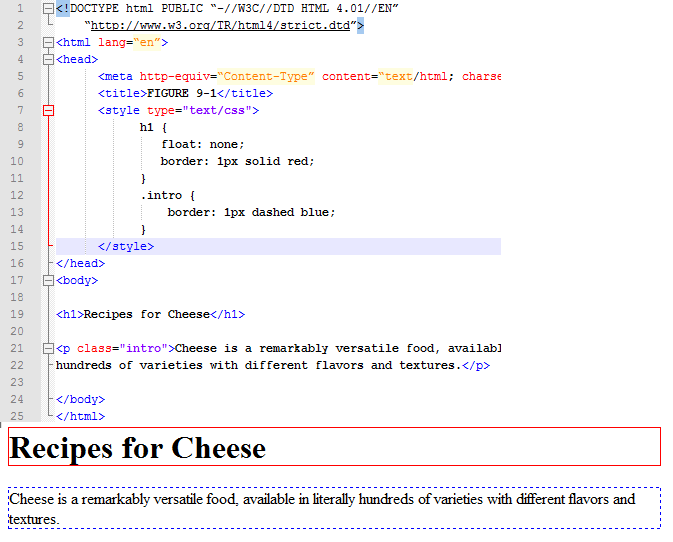 1 <!DOCTYPE html PUBLIC “-//W3C//DTD HTML 4.01//EN”
2 “http://www.w3.org/TR/html4/strict.dtd”>
3 <html lang=“en”>
4 <head>
5 <meta http-equiv=“Content-Type” content=“text/html; charse
6 <title>FIGURE 9-1</title>
7 <style type="text/css">
8 h1 {
9 float: none;
10 border: 1px solid red;
11 }
12 .intro {
13 border: 1px dashed blue;
14 }
15 </style>
16 </head>
17 <body>
18
19 <h1>Recipes for Cheese</h1>
20
21 <p class="intro">Cheese is a remarkably versatile food, availabl
22 hundreds of varieties with different flavors and textures.</p>
23
24 </body>
25 </html>
Recipes for Cheese
Cheese is a remarkably versatile food, available in literally hundreds of varieties with different flavors and
textures.